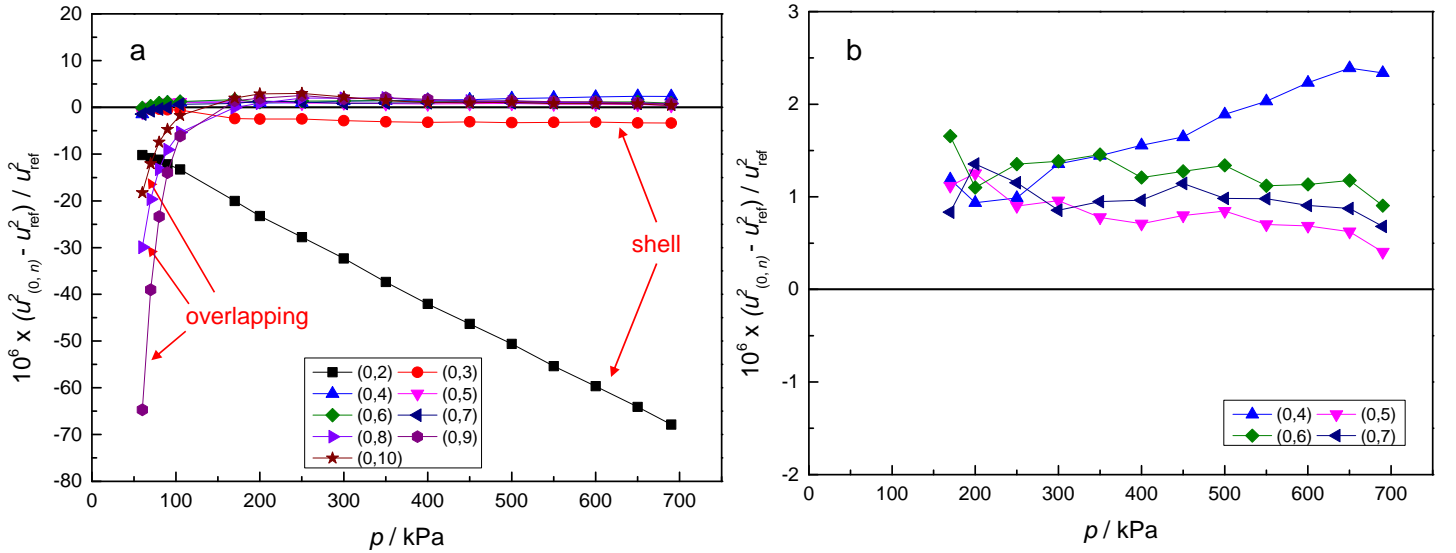 a
20
10
0
-10
-20
-30
-40
-50
-60
-70
-80
10⁶ x (u²(0, n) - u²ref) / u²ref
overlapping
shell
(0,2) (0,3)
(0,4) (0,5)
(0,6) (0,7)
(0,8) (0,9)
(0,10)
0 100 200 300 400 500 600 700
p / kPa
b
3
2
1
0
-1
-2
10⁶ x (u²(0, n) - u²ref) / u²ref
(0,4) (0,5)
(0,6) (0,7)
0 100 200 300 400 500 600 700
p / kPa